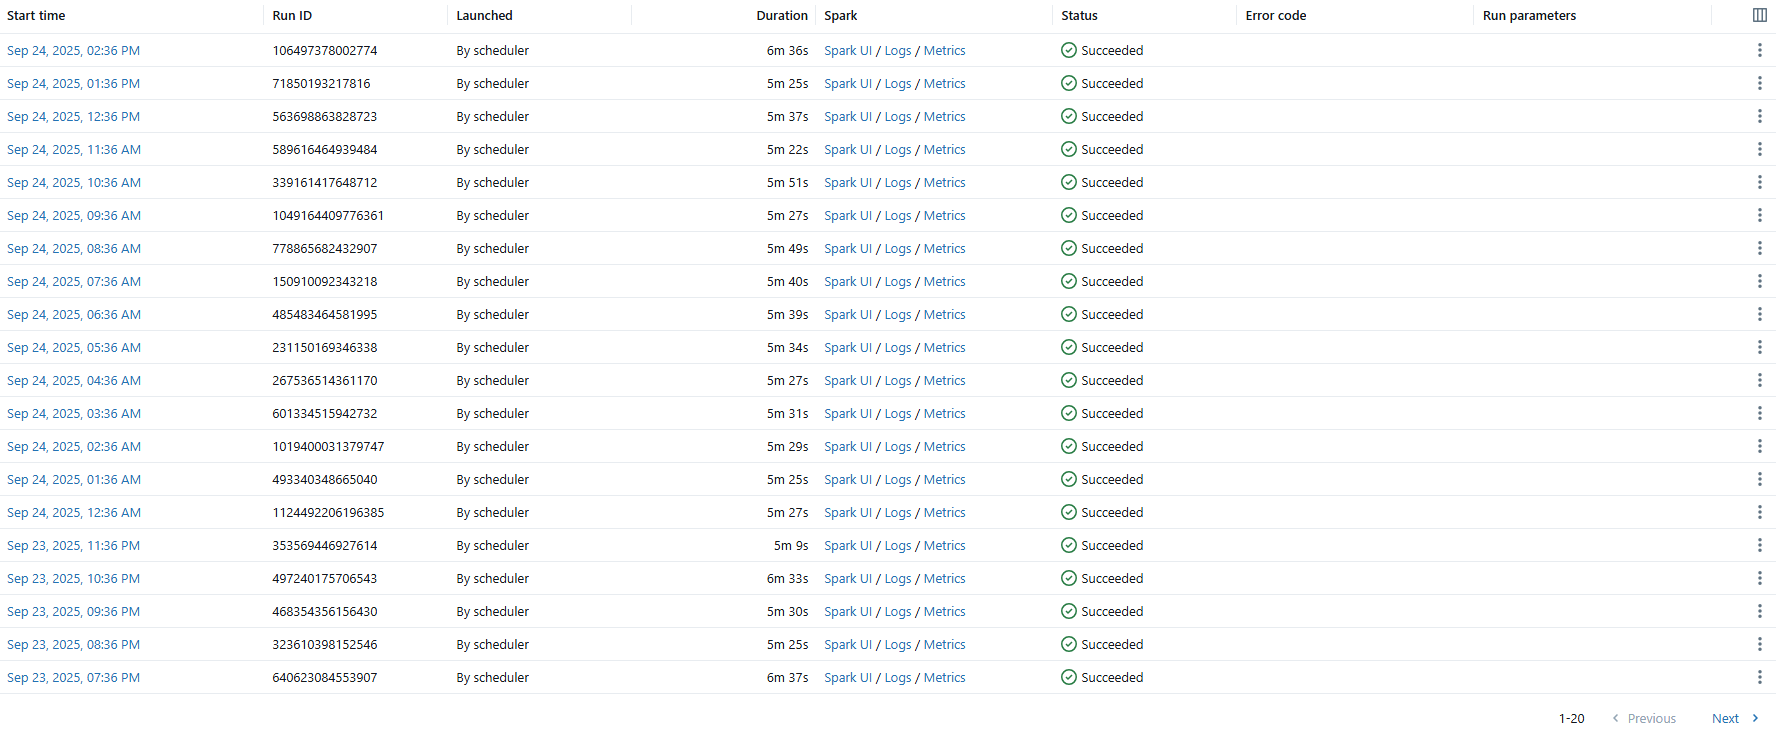 Start time Run ID Launched Duration Spark Status Error code Run parameters
Sep 24, 2025, 02:36 PM 106497378002774 By scheduler 6m 36s Spark UI / Logs / Metrics Succeeded
Sep 24, 2025, 01:36 PM 71850193217816 By scheduler 5m 25s Spark UI / Logs / Metrics Succeeded
Sep 24, 2025, 12:36 PM 563698863828723 By scheduler 5m 37s Spark UI / Logs / Metrics Succeeded
Sep 24, 2025, 11:36 AM 589616464939484 By scheduler 5m 22s Spark UI / Logs / Metrics Succeeded
Sep 24, 2025, 10:36 AM 339161417648712 By scheduler 5m 51s Spark UI / Logs / Metrics Succeeded
Sep 24, 2025, 09:36 AM 1049164409776361 By scheduler 5m 27s Spark UI / Logs / Metrics Succeeded
Sep 24, 2025, 08:36 AM 778865682432907 By scheduler 5m 49s Spark UI / Logs / Metrics Succeeded
Sep 24, 2025, 07:36 AM 150910092343218 By scheduler 5m 40s Spark UI / Logs / Metrics Succeeded
Sep 24, 2025, 06:36 AM 485483464581995 By scheduler 5m 39s Spark UI / Logs / Metrics Succeeded
Sep 24, 2025, 05:36 AM 231150169346338 By scheduler 5m 34s Spark UI / Logs / Metrics Succeeded
Sep 24, 2025, 04:36 AM 267536514361170 By scheduler 5m 27s Spark UI / Logs / Metrics Succeeded
Sep 24, 2025, 03:36 AM 601334515942732 By scheduler 5m 31s Spark UI / Logs / Metrics Succeeded
Sep 24, 2025, 02:36 AM 1019400031379747 By scheduler 5m 29s Spark UI / Logs / Metrics Succeeded
Sep 24, 2025, 01:36 AM 493340348665040 By scheduler 5m 25s Spark UI / Logs / Metrics Succeeded
Sep 24, 2025, 12:36 AM 1124492206196385 By scheduler 5m 27s Spark UI / Logs / Metrics Succeeded
Sep 23, 2025, 11:36 PM 353569446927614 By scheduler 5m 9s Spark UI / Logs / Metrics Succeeded
Sep 23, 2025, 10:36 PM 497240175706543 By scheduler 6m 33s Spark UI / Logs / Metrics Succeeded
Sep 23, 2025, 09:36 PM 468354356156430 By scheduler 5m 30s Spark UI / Logs / Metrics Succeeded
Sep 23, 2025, 08:36 PM 323610398152546 By scheduler 5m 25s Spark UI / Logs / Metrics Succeeded
Sep 23, 2025, 07:36 PM 640623084553907 By scheduler 6m 37s Spark UI / Logs / Metrics Succeeded
1-20 Previous Next